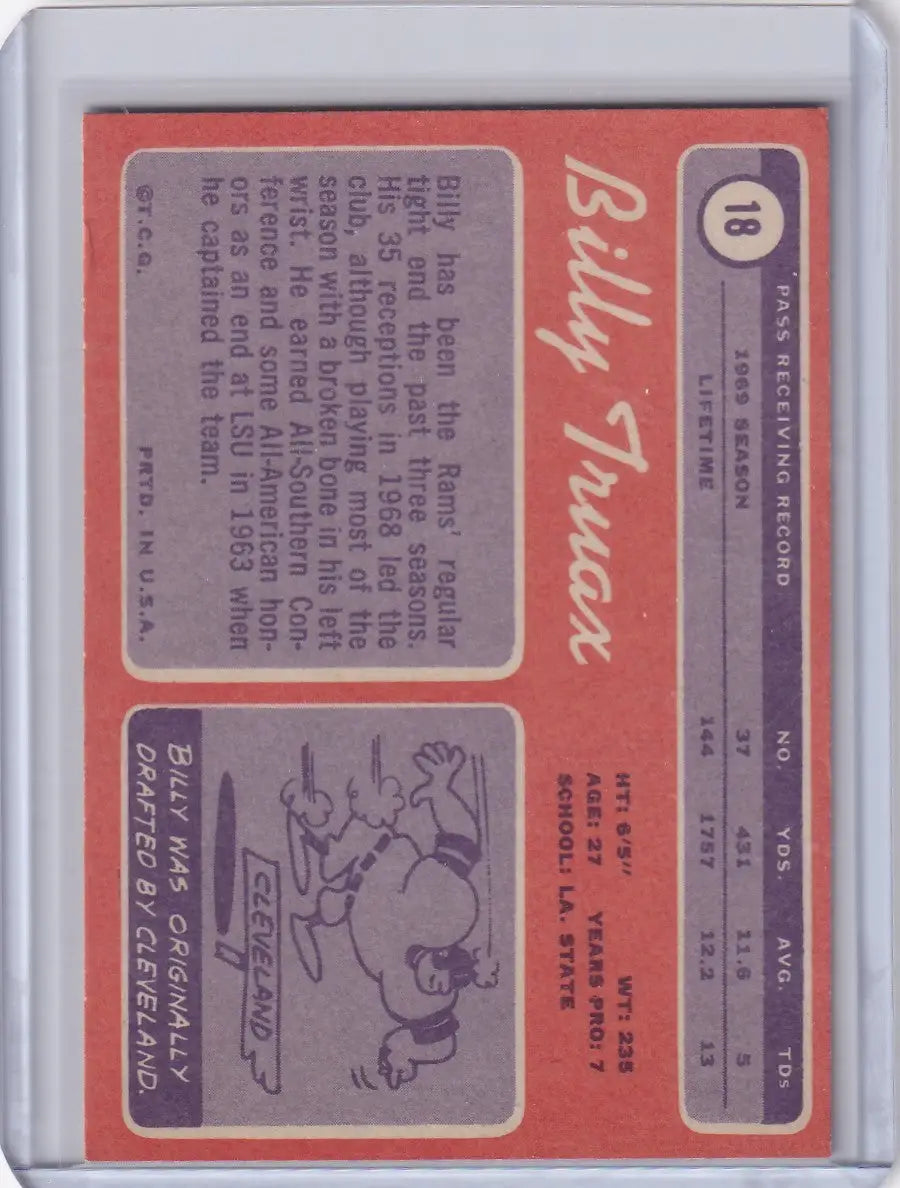 18
PASS RECEIVING RECORD NO. YDS. AVG. TDs
1969 SEASON 37 431 11.6 5
LIFETIME 144 1757 12.2 13
Billy Truax
HT: 6'5" WT: 235
AGE: 27 YEARS PRO: 7
SCHOOL: LA. STATE
Billy has been the Rams' regular
tight end the past three seasons.
His 35 receptions in 1968 led the
club, although playing most of the
season with a broken bone in his left
wrist. He earned All-Southern Con-
ference and some All-American hon-
ors as an end at LSU in 1963 when
he captained the team.
©T.C.G. PRTD. IN U.S.A.
CLEVELAND
BILLY WAS ORIGINALLY
DRAFTED BY CLEVELAND.